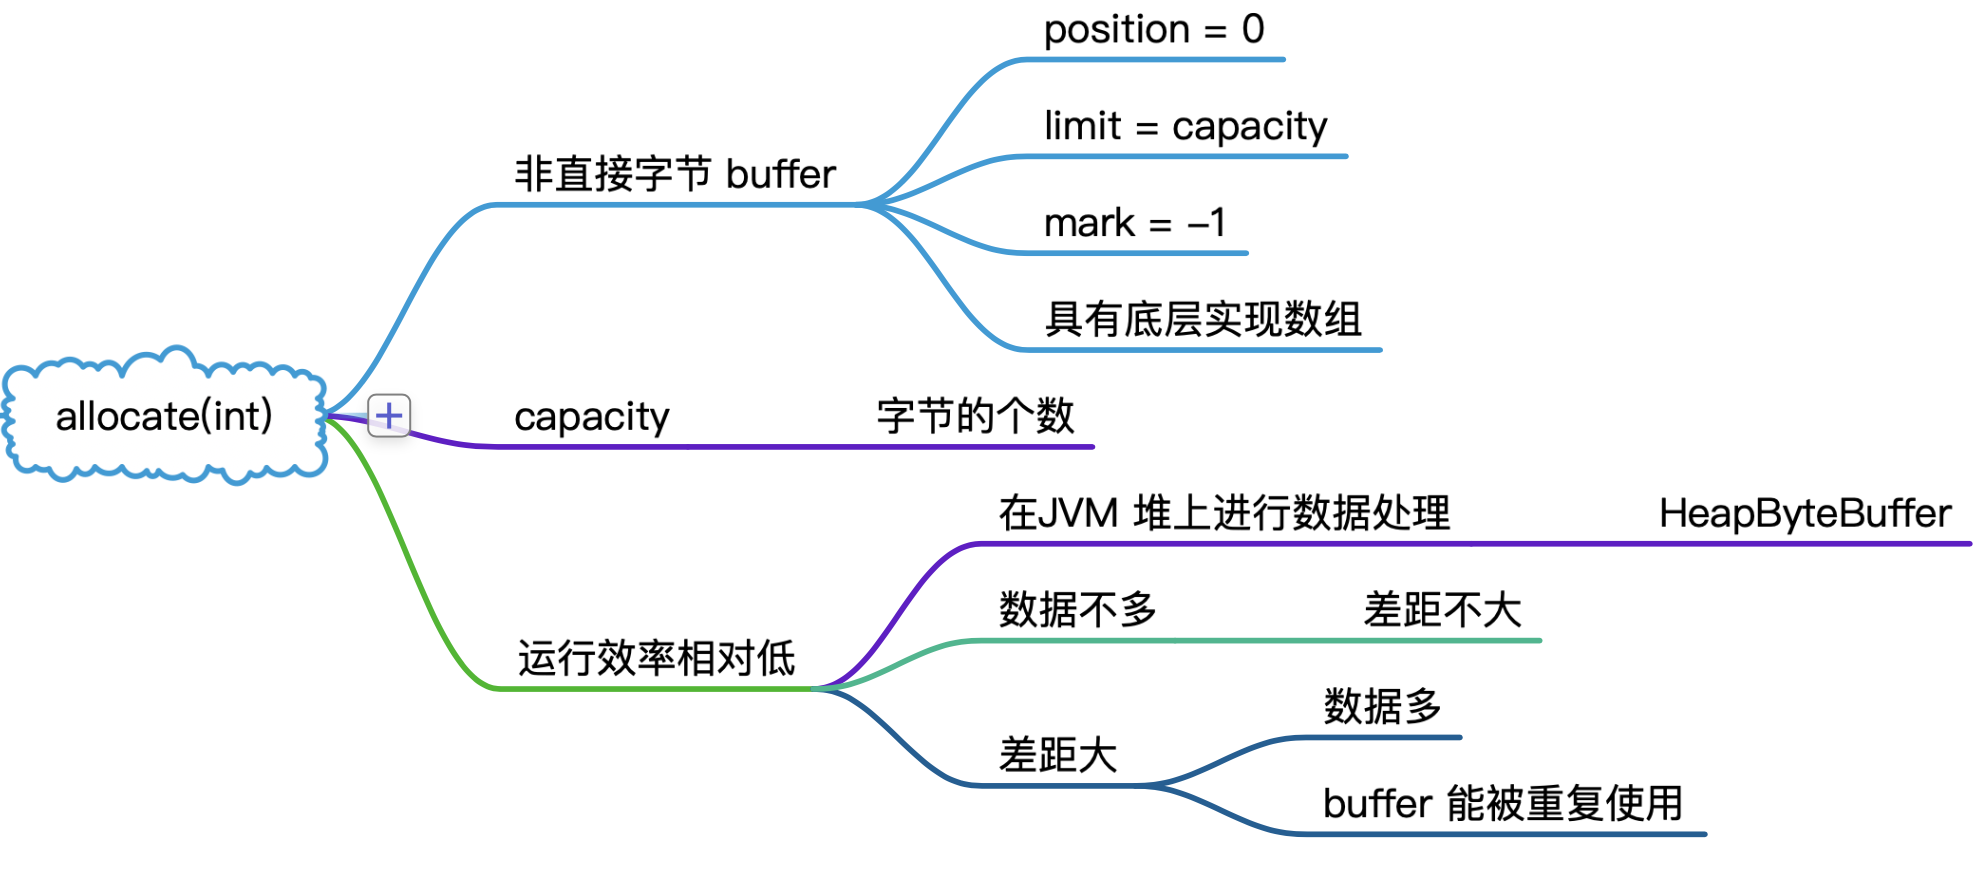 position = 0
limit = capacity
非直接字节 buffer
mark = -1
具有底层实现数组
allocate(int)
capacity
字节的个数
在JVM 堆上进行数据处理
HeapByteBuffer
数据不多
差距不大
运行效率相对低
数据多
差距大
buffer 能被重复使用